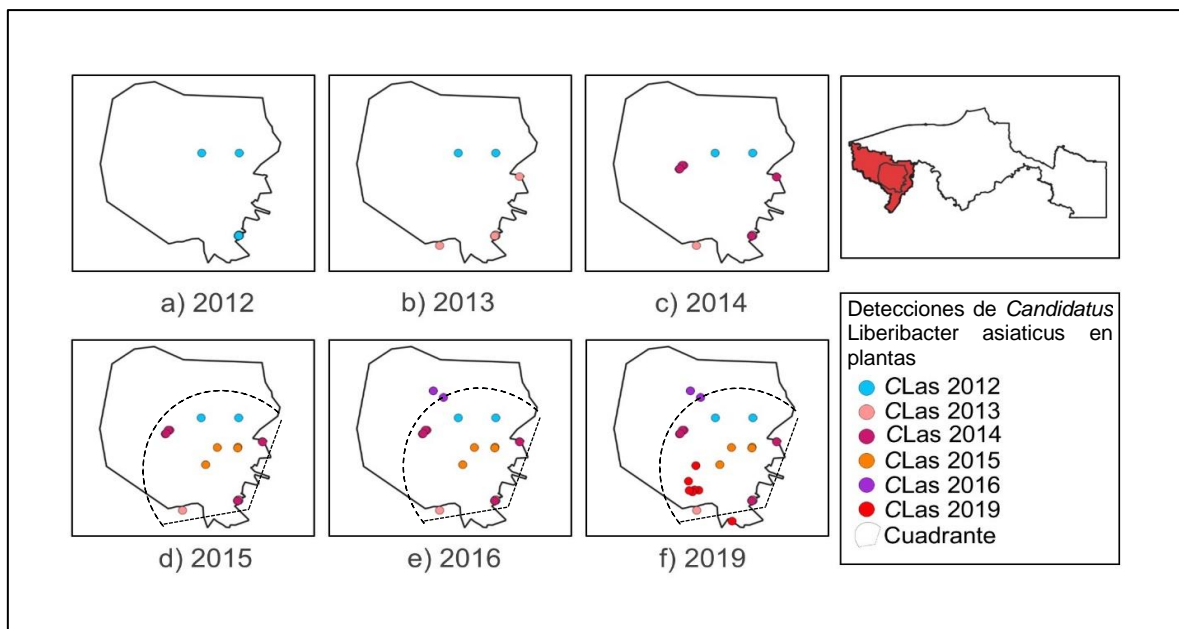 a) 2012
b) 2013
c) 2014
Detecciones de Candidatus
Liberibacter asiaticus en
plantas
CLas 2012
CLas 2013
CLas 2014
CLas 2015
CLas 2016
CLas 2019
Cuadrante
d) 2015
e) 2016
f) 2019